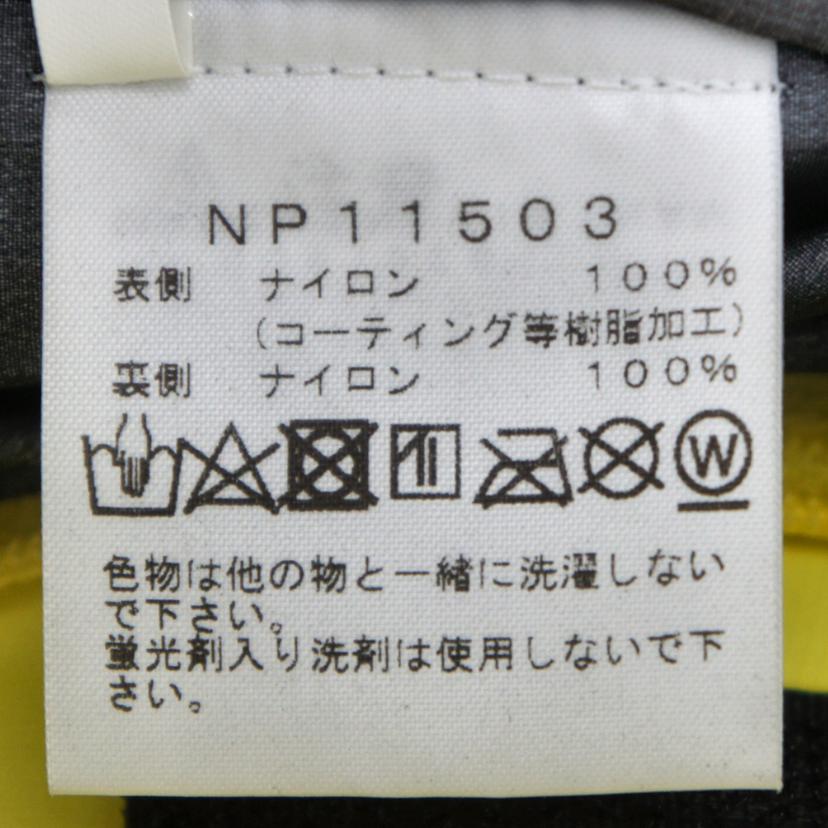 NP11503
表側 ナイロン 100%
(コーティング等樹脂加工)
裏側 ナイロン 100%
W
色物は他の物と一緒に洗濯しない
で下さい。
蛍光剤入り洗剤は使用しないで下
さい。